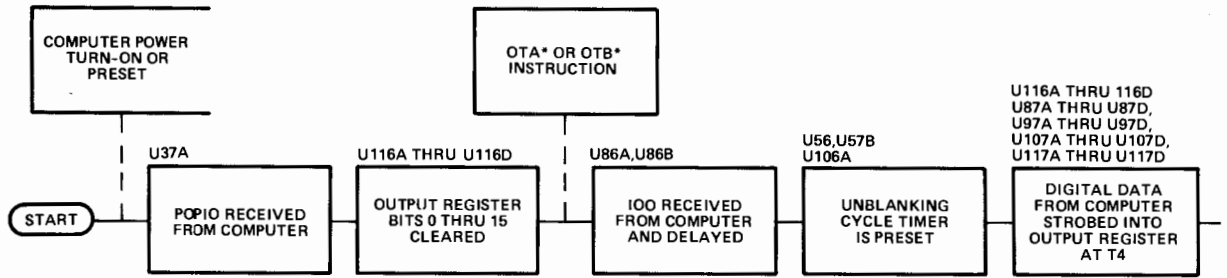 COMPUTER POWER
TURN-ON OR
PRESET
OTA* OR OTB*
INSTRUCTION
U37A
U116A THRU U116D
U86A,U86B
U56,U57B
U106A
U116A THRU 116D
U87A THRU U87D,
U97A THRU U97D,
U107A THRU U107D,
U117A THRU U117D
START
POPIO RECEIVED
FROM COMPUTER
OUTPUT REGISTER
BITS 0 THRU 15
CLEARED
IOO RECEIVED
FROM COMPUTER
AND DELAYED
UNBLANKING
CYCLE TIMER
IS PRESET
DIGITAL DATA
FROM COMPUTER
STROBED INTO
OUTPUT REGISTER
AT T4